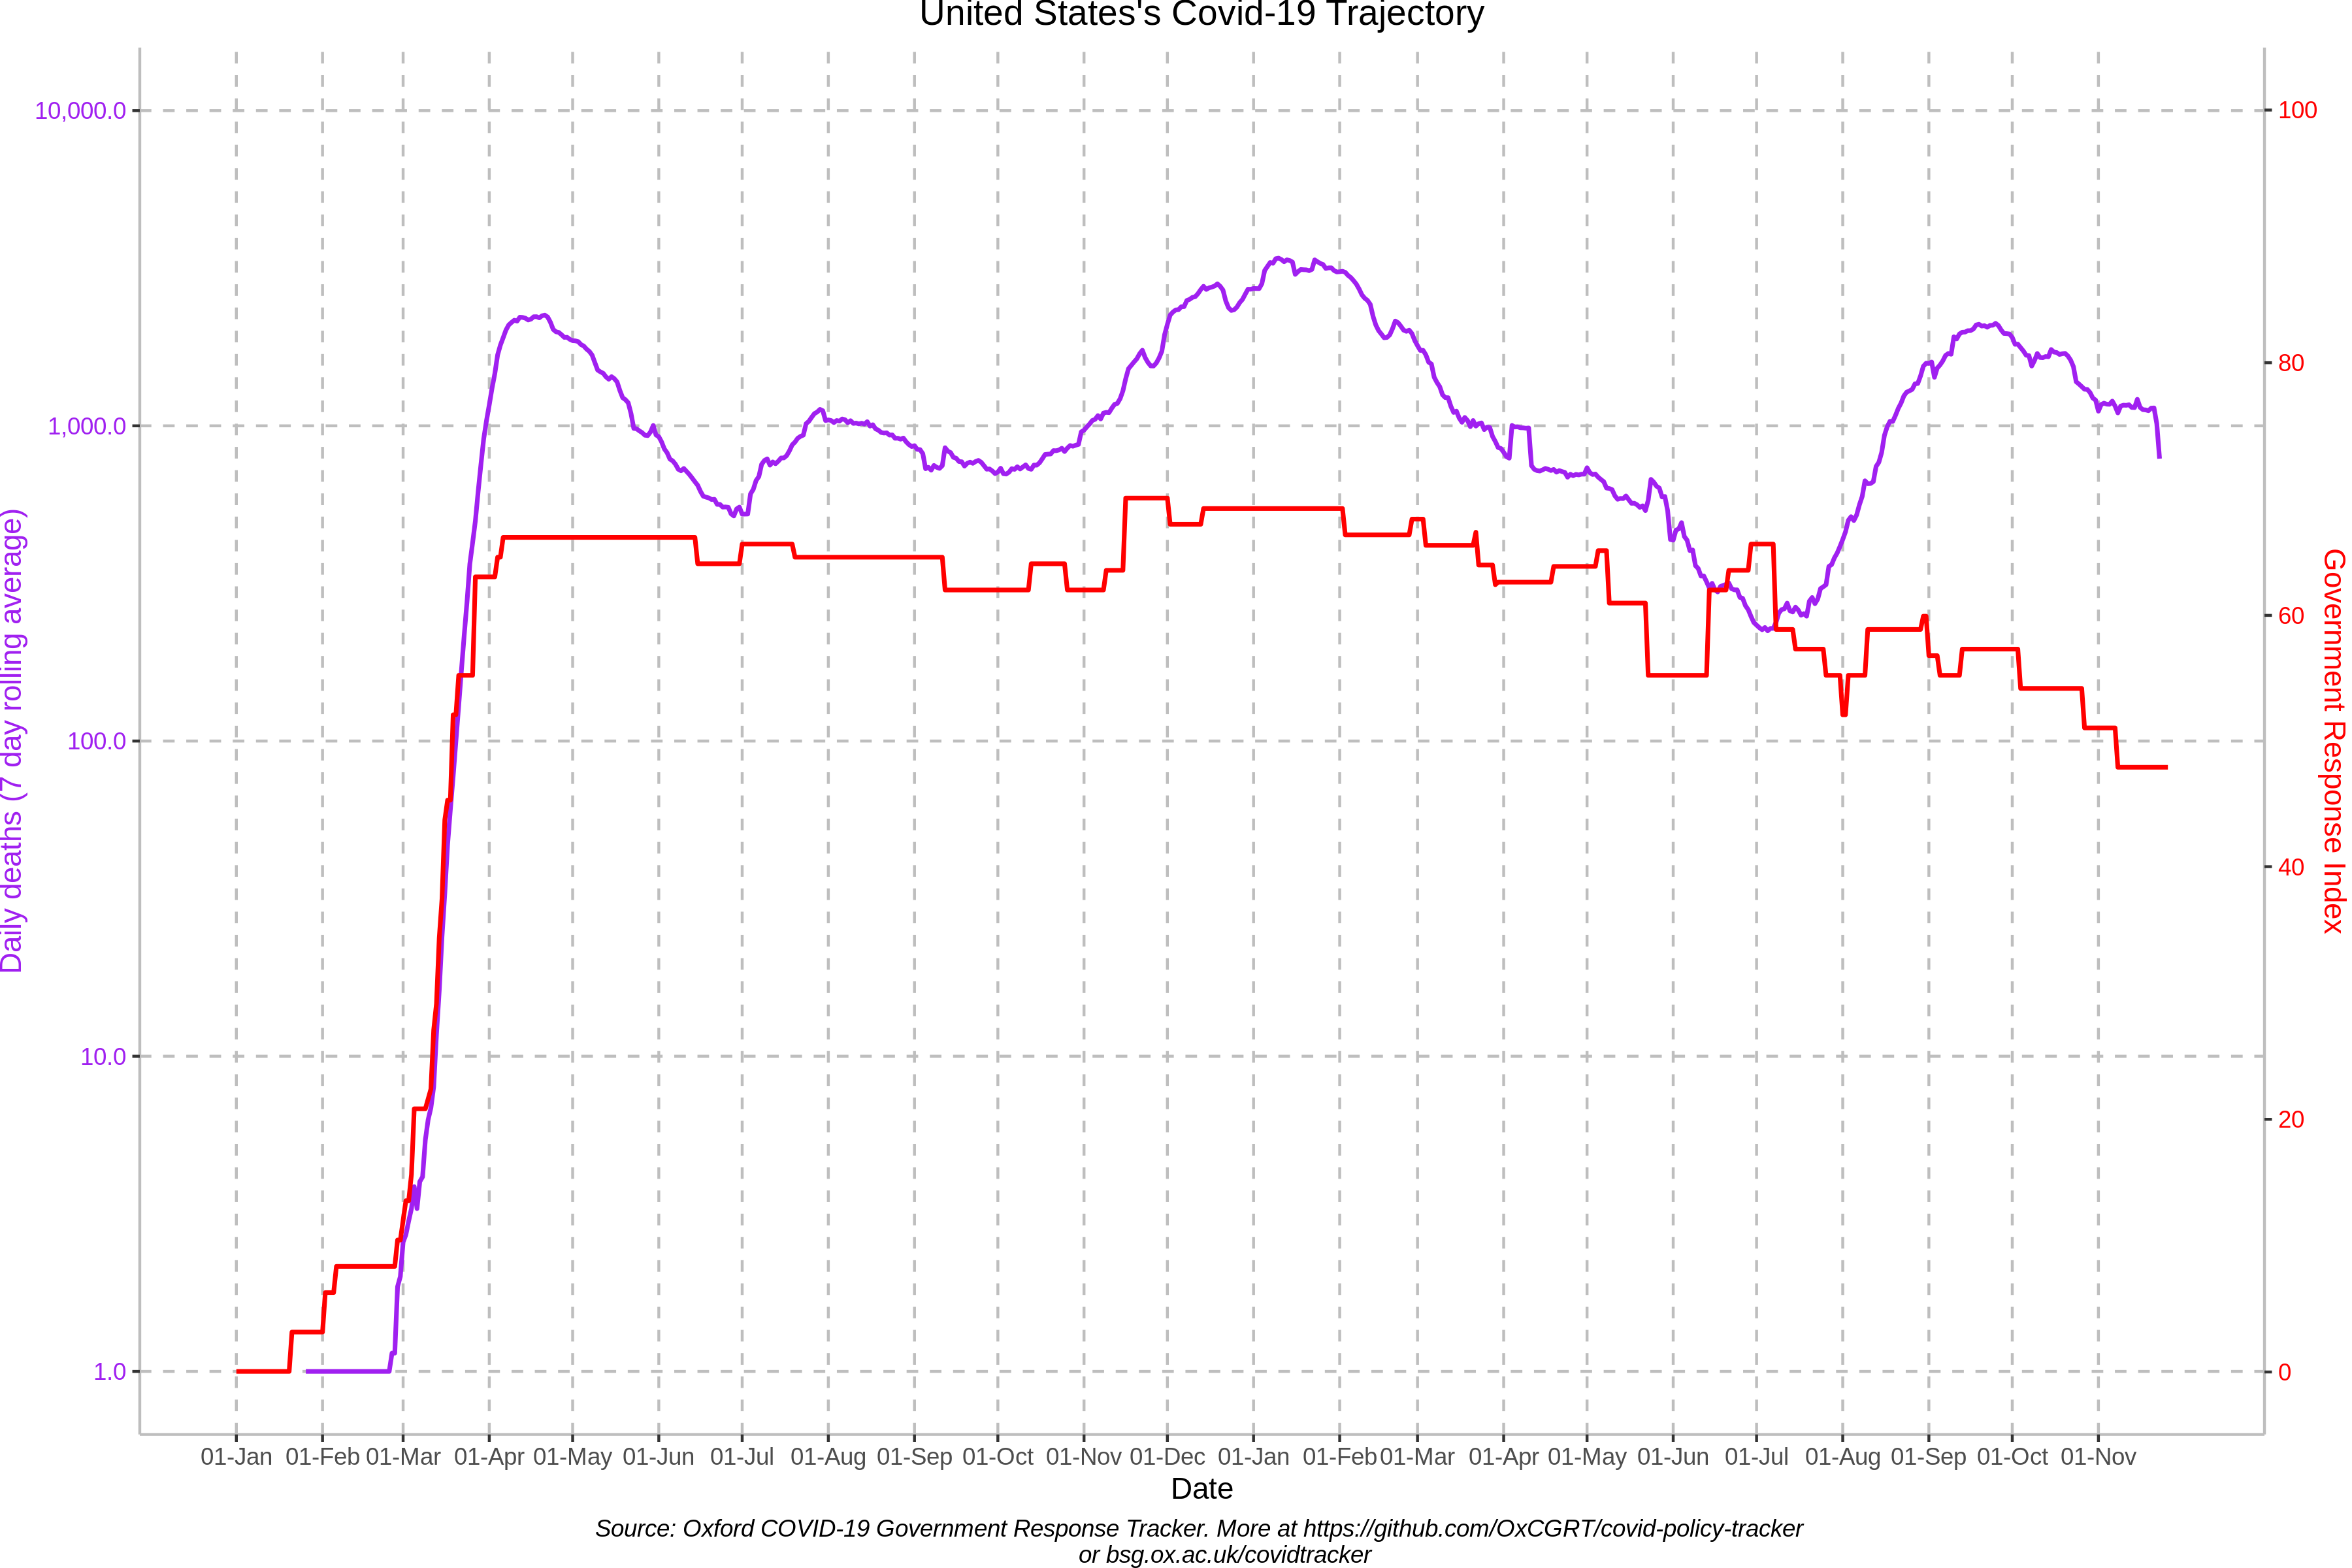 United States's Covid-19 Trajectory
10,000.0
1,000.0
100.0
10.0
1.0
Daily deaths (7 day rolling average)
100
80
60
40
20
0
Government Response Index
01-Jan 01-Feb 01-Mar 01-Apr 01-May 01-Jun 01-Jul 01-Aug 01-Sep 01-Oct 01-Nov 01-Dec 01-Jan 01-Feb 01-Mar 01-Apr 01-May 01-Jun 01-Jul 01-Aug 01-Sep 01-Oct 01-Nov
Date
Source: Oxford COVID-19 Government Response Tracker. More at https://github.com/OxCGRT/covid-policy-tracker
or bsg.ox.ac.uk/covidtracker